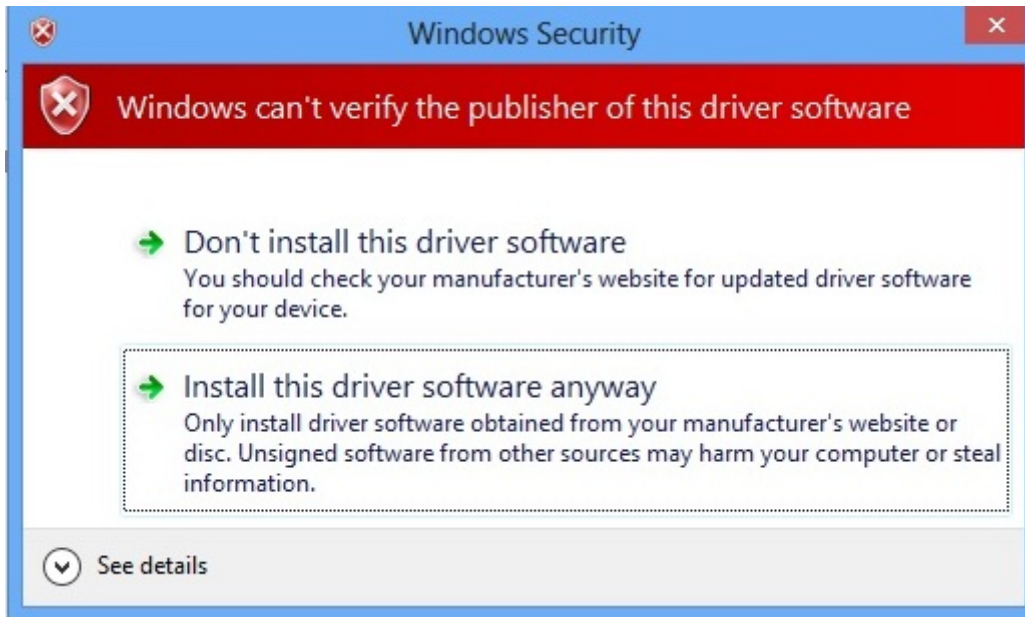 Windows Security
Windows can't verify the publisher of this driver software
Don't install this driver software
You should check your manufacturer's website for updated driver software
for your device.
Install this driver software anyway
Only install driver software obtained from your manufacturer's website or
disc. Unsigned software from other sources may harm your computer or steal
information.
See details